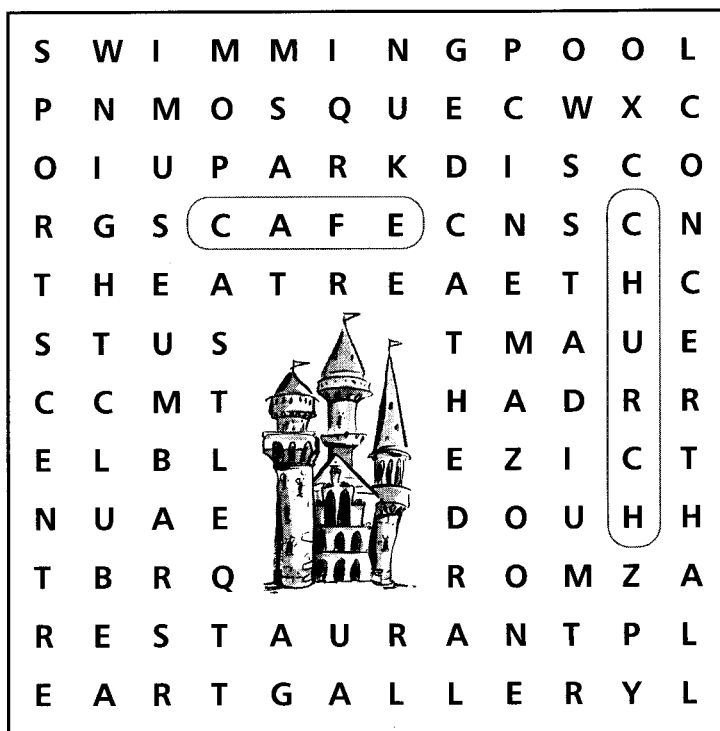 S W I M M I N G P O O L
P N M O S Q U E C W X C
O I U P A R K D I S C O
R G S C A F E C N S C N
T H E A T R E A E T H C
S T U S T M A U E
C C M T H A D R R
E L B L E Z I C T
N U A E D O U H H
T B R Q R O M Z A
R E S T A U R A N T P L
E A R T G A L L E R Y L